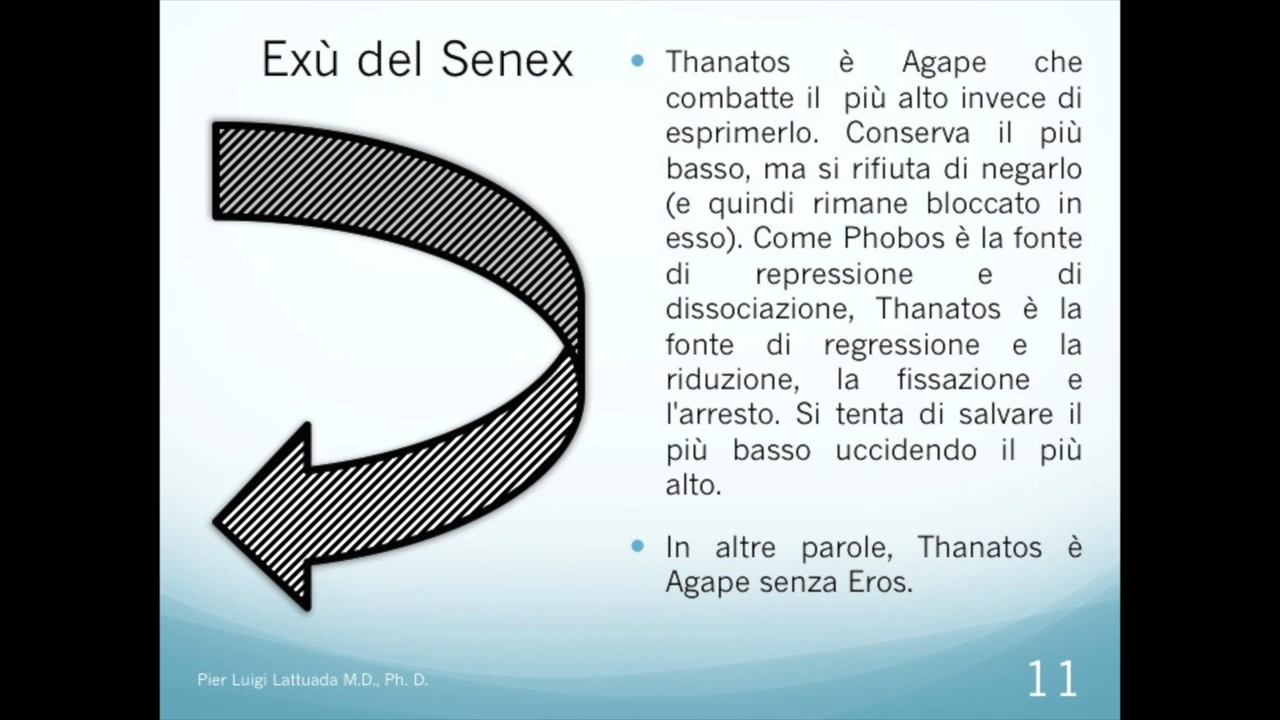 Exù del Senex
Thanatos è Agape che
combatte il più alto invece di
esprimerlo. Conserva il più
basso, ma si rifiuta di negarlo
(e quindi rimane bloccato in
esso). Come Phobos è la fonte
di repressione e di
dissociazione, Thanatos è la
fonte di regressione e la
riduzione, la fissazione e
l'arresto. Si tenta di salvare il
più basso uccidendo il più
alto.
In altre parole, Thanatos è
Agape senza Eros.
Pier Luigi Lattuada M.D., Ph. D.
11